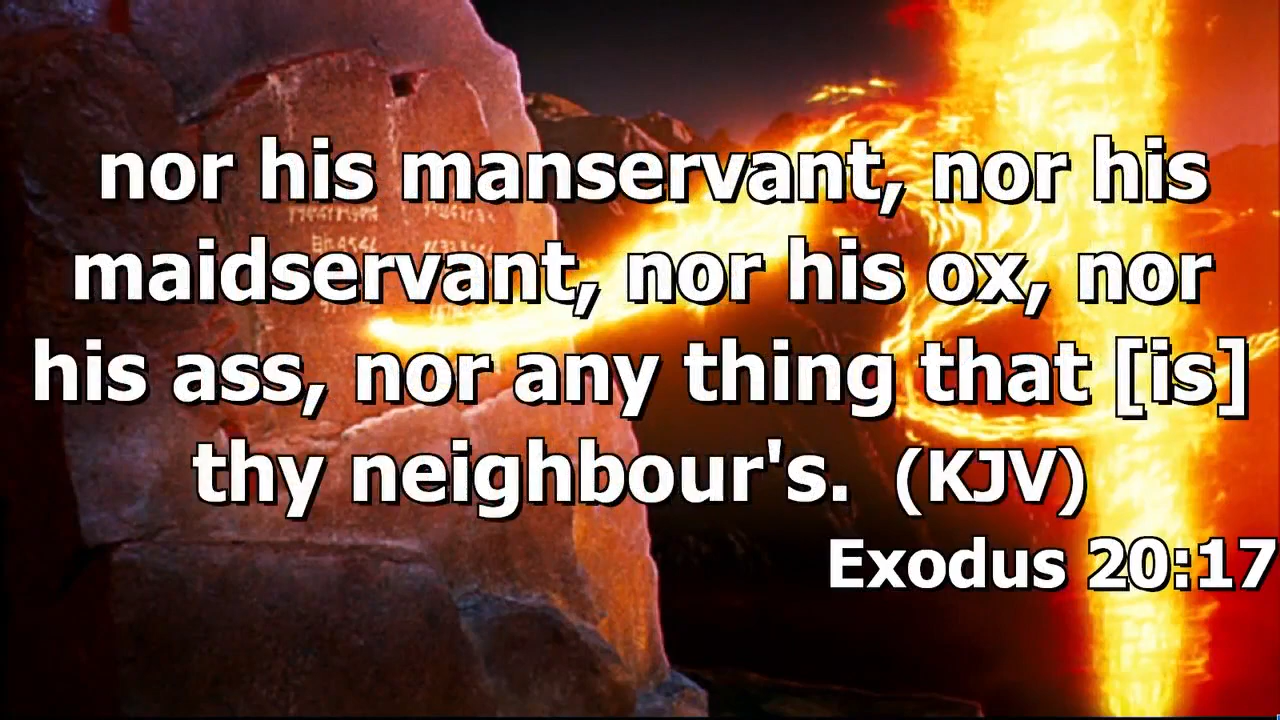 nor his manservant, nor his
maidservant, nor his ox, nor
his ass, nor any thing that [is]
thy neighbour's.  (KJV)
Exodus 20:17